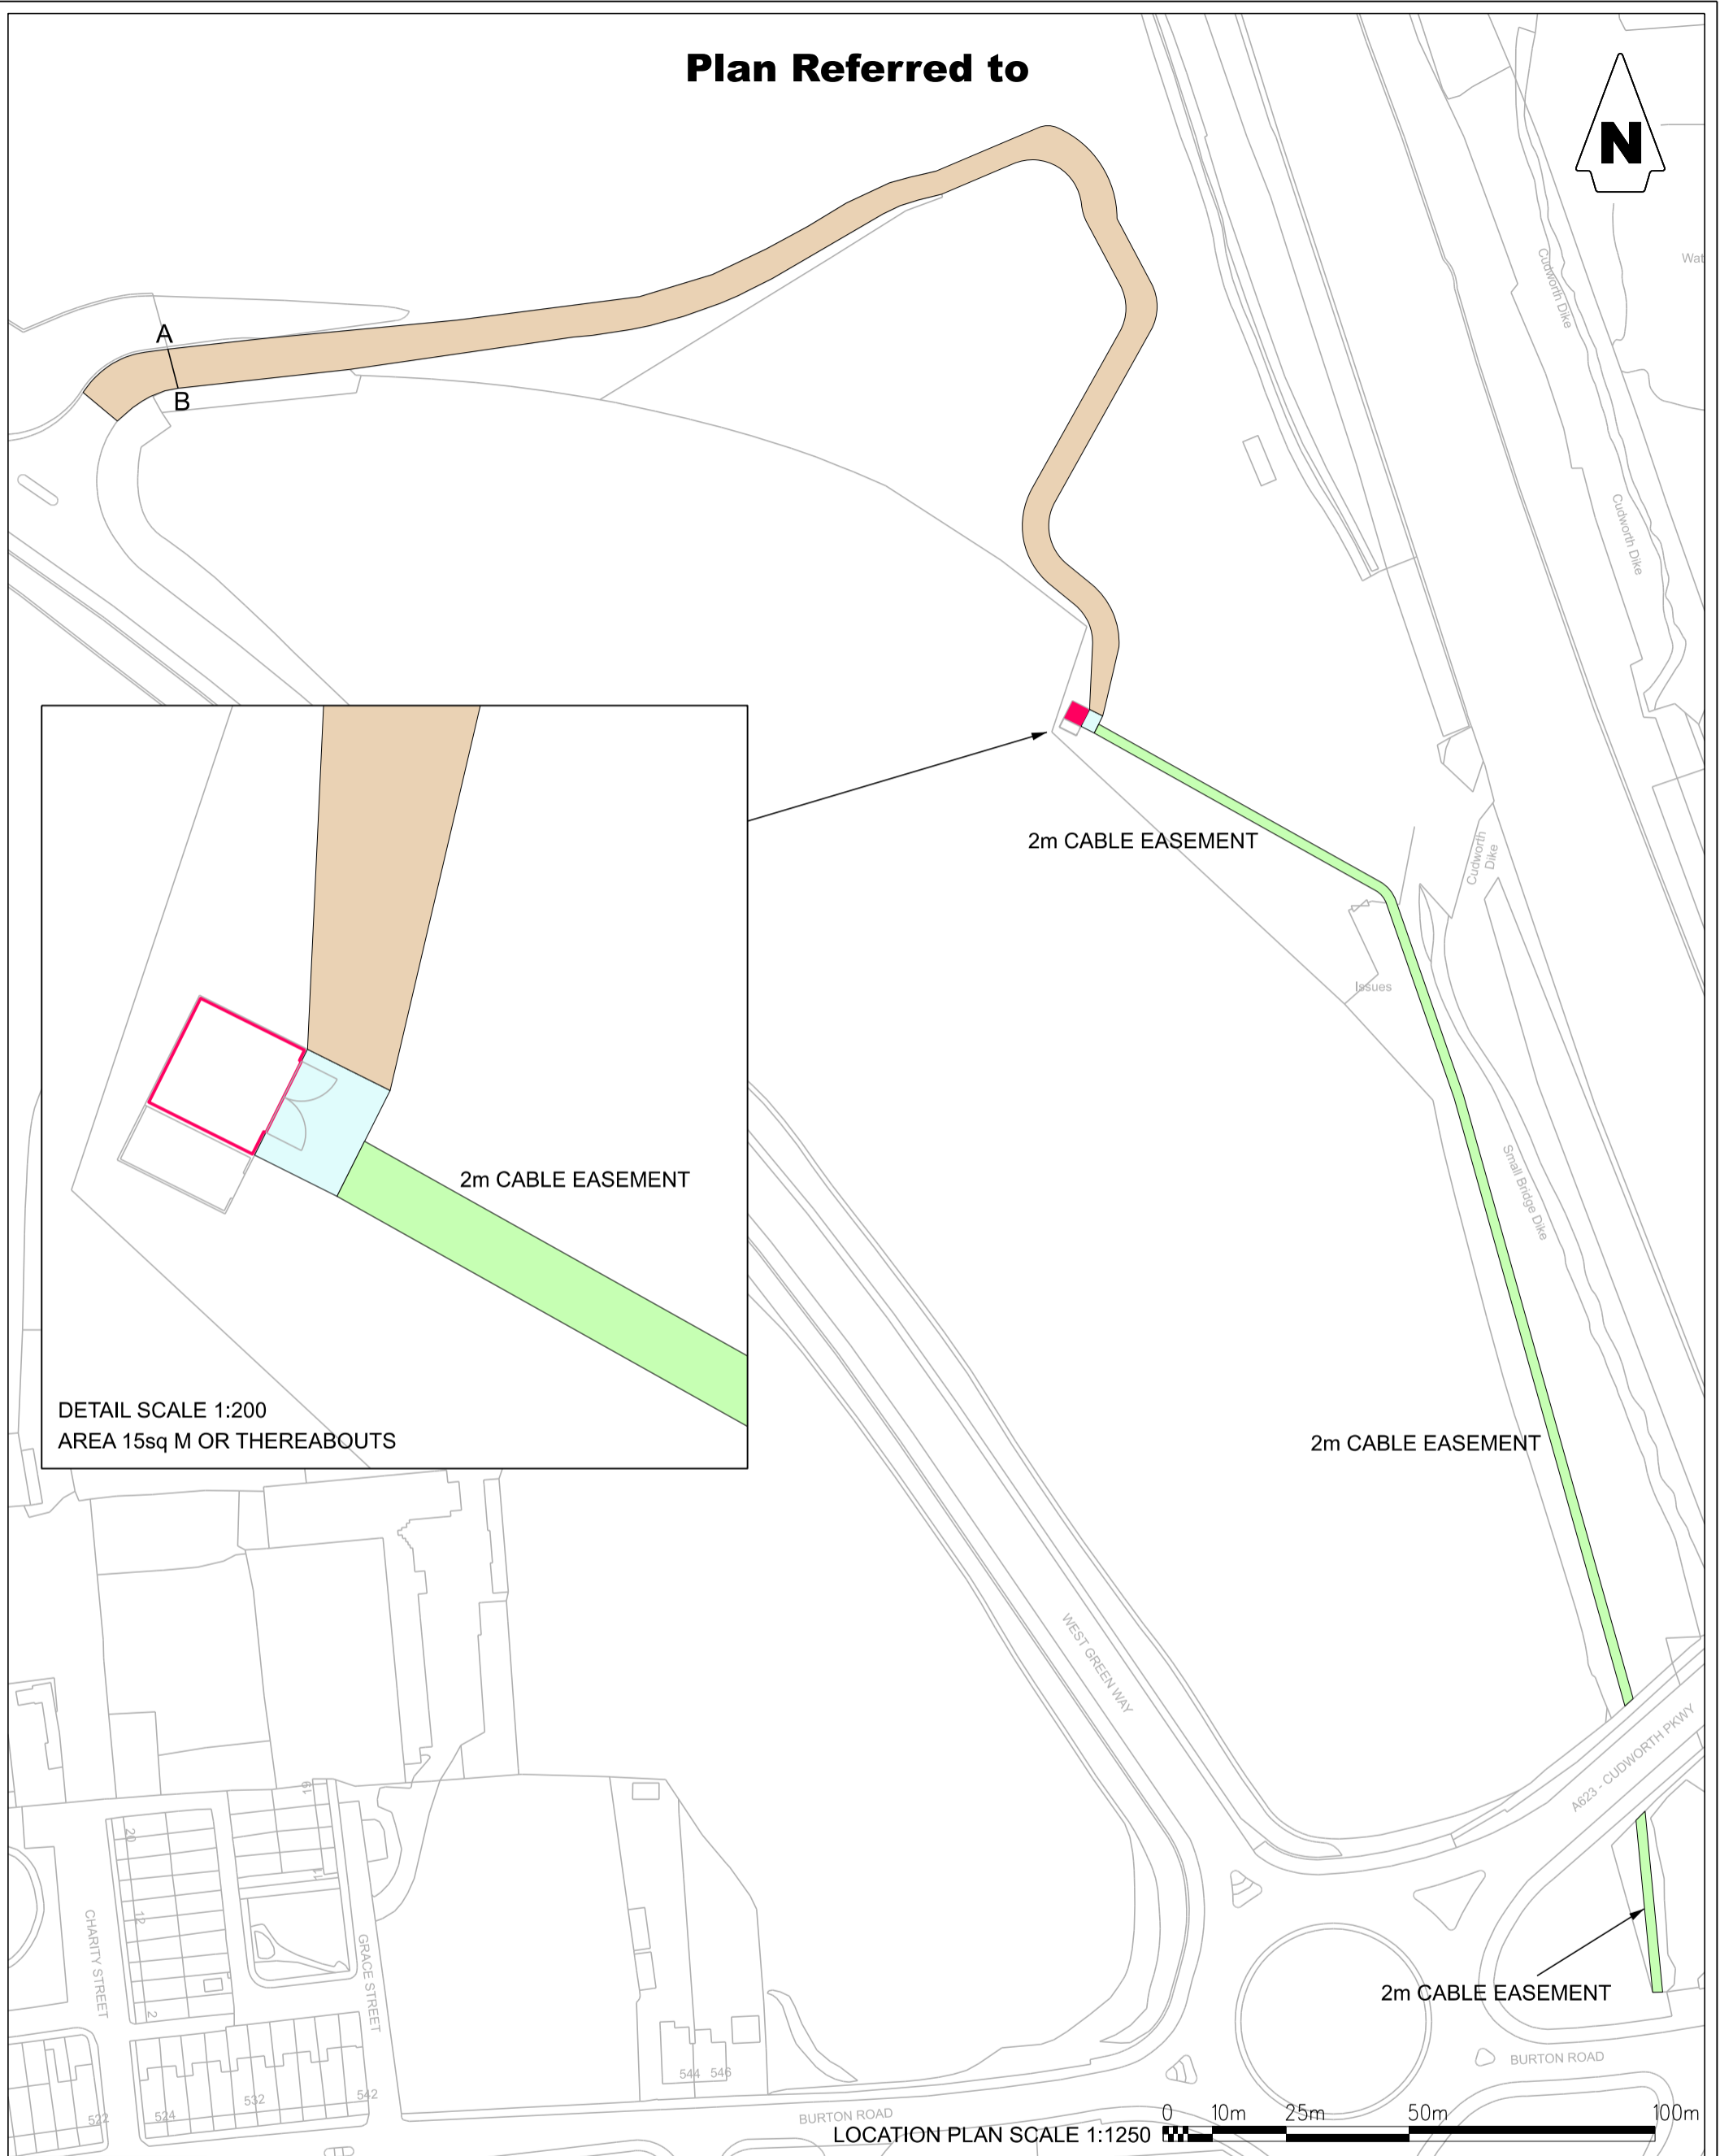 Plan Referred to
N
Cudworth Dike
A
B
Cudworth Dike
2m CABLE EASEMENT
Cudworth
Dike
Issues
2m CABLE EASEMENT
Small Bridge Dike
DETAIL SCALE 1:200
AREA 15sq M OR THEREABOUTS
2m CABLE EASEMENT
WEST GREEN WAY
A623 - CUDWORTH PKWY
19
11
20
12
2
CHARITY STREET
GRACE STREET
2m CABLE EASEMENT
544 546
BURTON ROAD
522
524
532
542
BURTON ROAD
0 10m 25m 50m 100m
LOCATION PLAN SCALE 1:1250